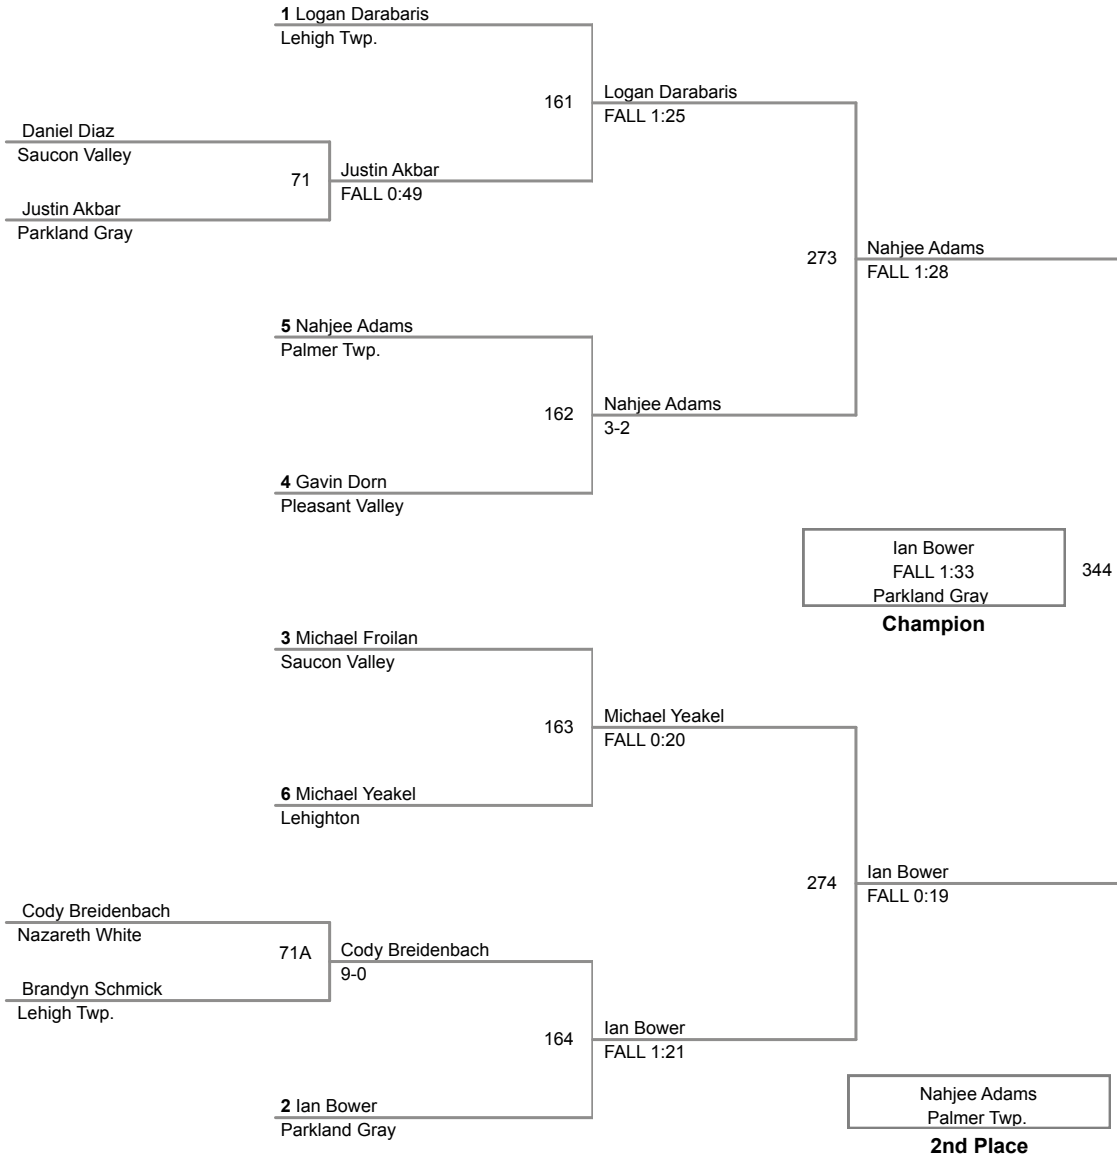 1 Logan Darabaris
Lehigh Twp.
161
Logan Darabaris
FALL 1:25
Daniel Diaz
Saucon Valley
71
Justin Akbar
FALL 0:49
Justin Akbar
Parkland Gray
273
Nahjee Adams
FALL 1:28
5 Nahjee Adams
Palmer Twp.
162
Nahjee Adams
3-2
4 Gavin Dorn
Pleasant Valley
Ian Bower
FALL 1:33
Parkland Gray
344
Champion
3 Michael Froilan
Saucon Valley
163
Michael Yeakel
FALL 0:20
6 Michael Yeakel
Lehighton
274
Ian Bower
FALL 0:19
Cody Breidenbach
Nazareth White
71A
Cody Breidenbach
9-0
Brandyn Schmick
Lehigh Twp.
164
Ian Bower
FALL 1:21
2 Ian Bower
Parkland Gray
Nahjee Adams
Palmer Twp.
2nd Place